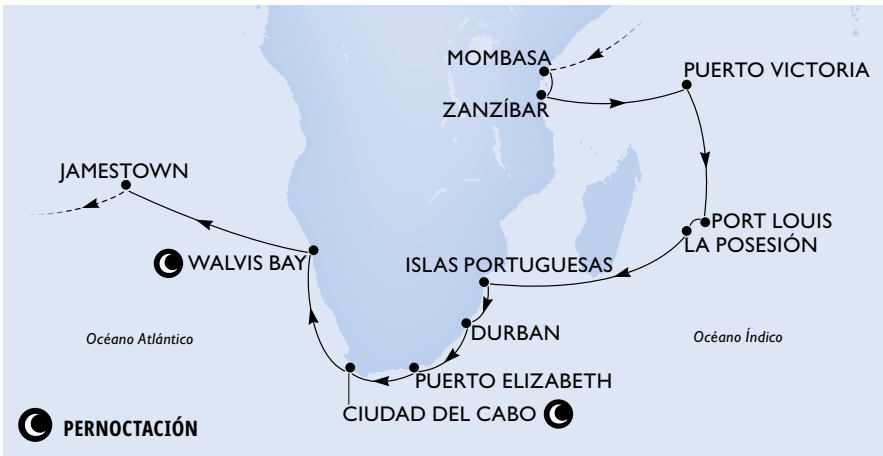 MOMBASA
PUERTO VICTORIA
ZANZÍBAR
JAMESTOWN
PORT LOUIS
LA POSESIÓN
WALVIS BAY
ISLAS PORTUGUESAS
DURBAN
Océano Atlántico
Océano Índico
PUERTO ELIZABETH
CIUDAD DEL CABO
PERNOCTACIÓN